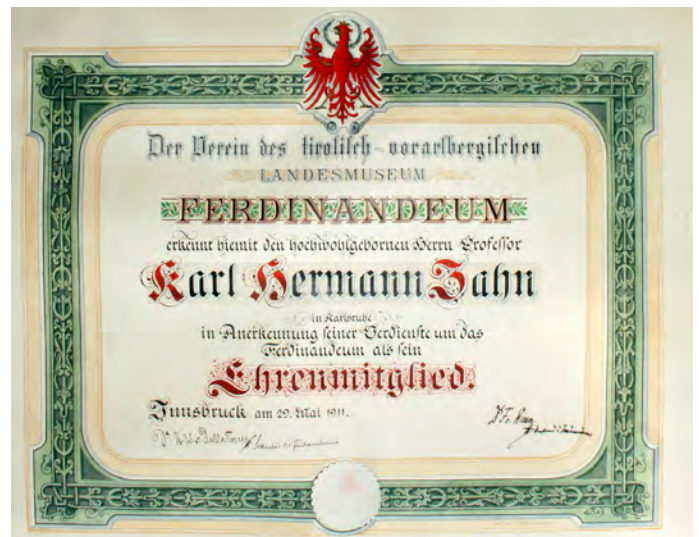 Der Verein des tirolisch-vorarlbergischen
LANDESMUSEUM
FERDINANDEUM
erkennt hiemit den hochwohlgebornen Herrn Professor
Karl Hermann Zahn
in Karlsruhe
in Anerkennung seiner Verdienste um das
Ferdinandeum als sein
Ehrenmitglied.
Innsbruck am 29. Mai 1911.